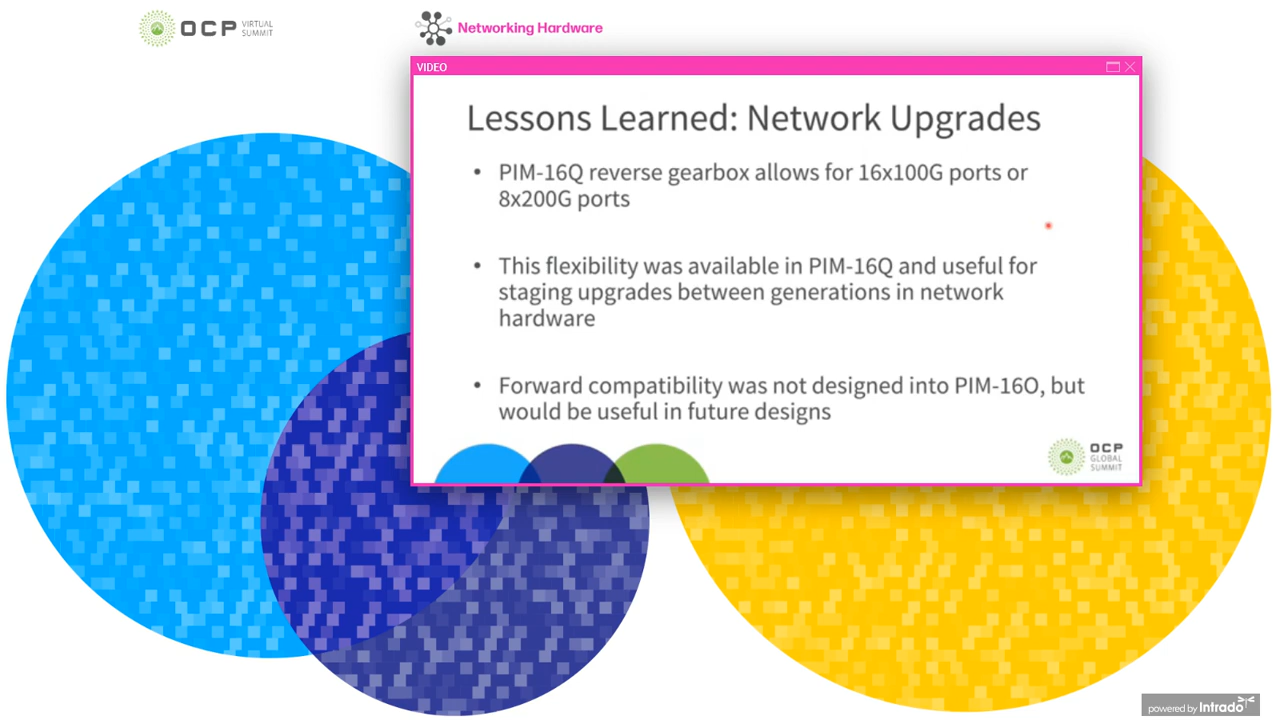 OCP VIRTUAL SUMMIT
Networking Hardware
VIDEO
Lessons Learned: Network Upgrades
• PIM-16Q reverse gearbox allows for 16x100G ports or
8x200G ports
• This flexibility was available in PIM-16Q and useful for
staging upgrades between generations in network
hardware
• Forward compatibility was not designed into PIM-16O, but
would be useful in future designs
OCP
GLOBAL
SUMMIT
powered by Intrado